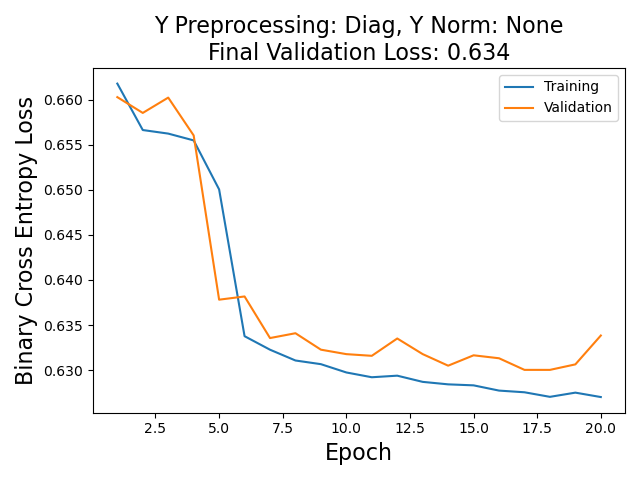 Y Preprocessing: Diag, Y Norm: None
Final Validation Loss: 0.634
Training
Validation
Binary Cross Entropy Loss
0.660
0.655
0.650
0.645
0.640
0.635
0.630
2.5 5.0 7.5 10.0 12.5 15.0 17.5 20.0
Epoch